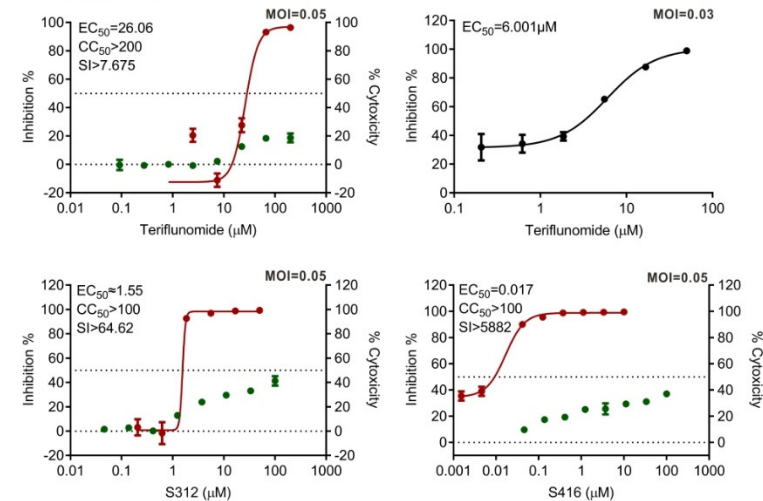 MOI=0.05
EC50=26.06
CC50>200
SI>7.675
Inhibition %
100
80
60
40
20
0
-20
100
80
60
40
20
0
-20
% Cytoxicity
0.01 0.1 1 10 100 1000
Teriflunomide (μM)
MOI=0.03
EC50=6.001μM
Inhibition %
120
100
80
60
40
20
0
0.1 1 10 100
Teriflunomide (μM)
MOI=0.05
EC50≈1.55
CC50>100
SI>64.62
Inhibition %
120
100
80
60
40
20
0
-20
120
100
80
60
40
20
0
-20
% Cytoxicity
0.01 0.1 1 10 100 1000
S312 (μM)
MOI=0.05
EC50=0.017
CC50>100
SI>5882
Inhibition %
120
100
80
60
40
20
0
120
100
80
60
40
20
0
% Cytoxicity
0.001 0.01 0.1 1 10 100 1000
S416 (μM)